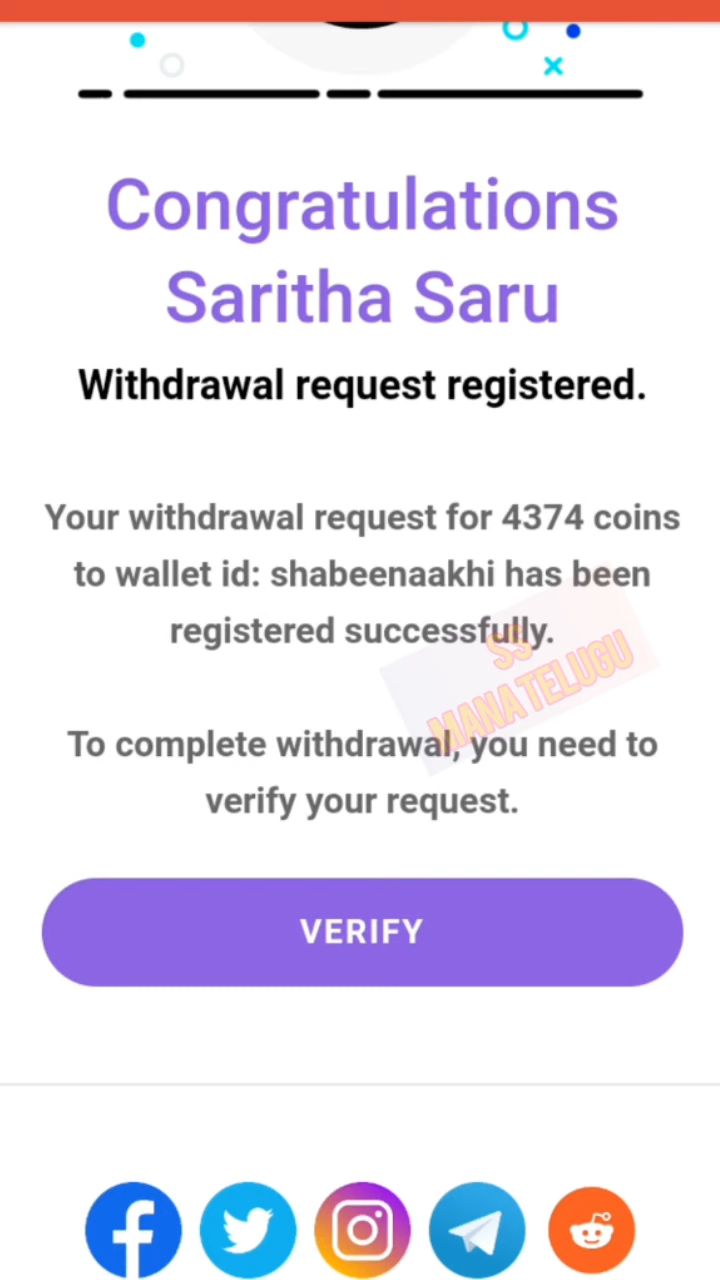 Congratulations
Saritha Saru
Withdrawal request registered.
Your withdrawal request for 4374 coins
to wallet id: shabeenaakhi has been
registered successfully.
SS
MANA TELUGU
To complete withdrawal, you need to
verify your request.
VERIFY